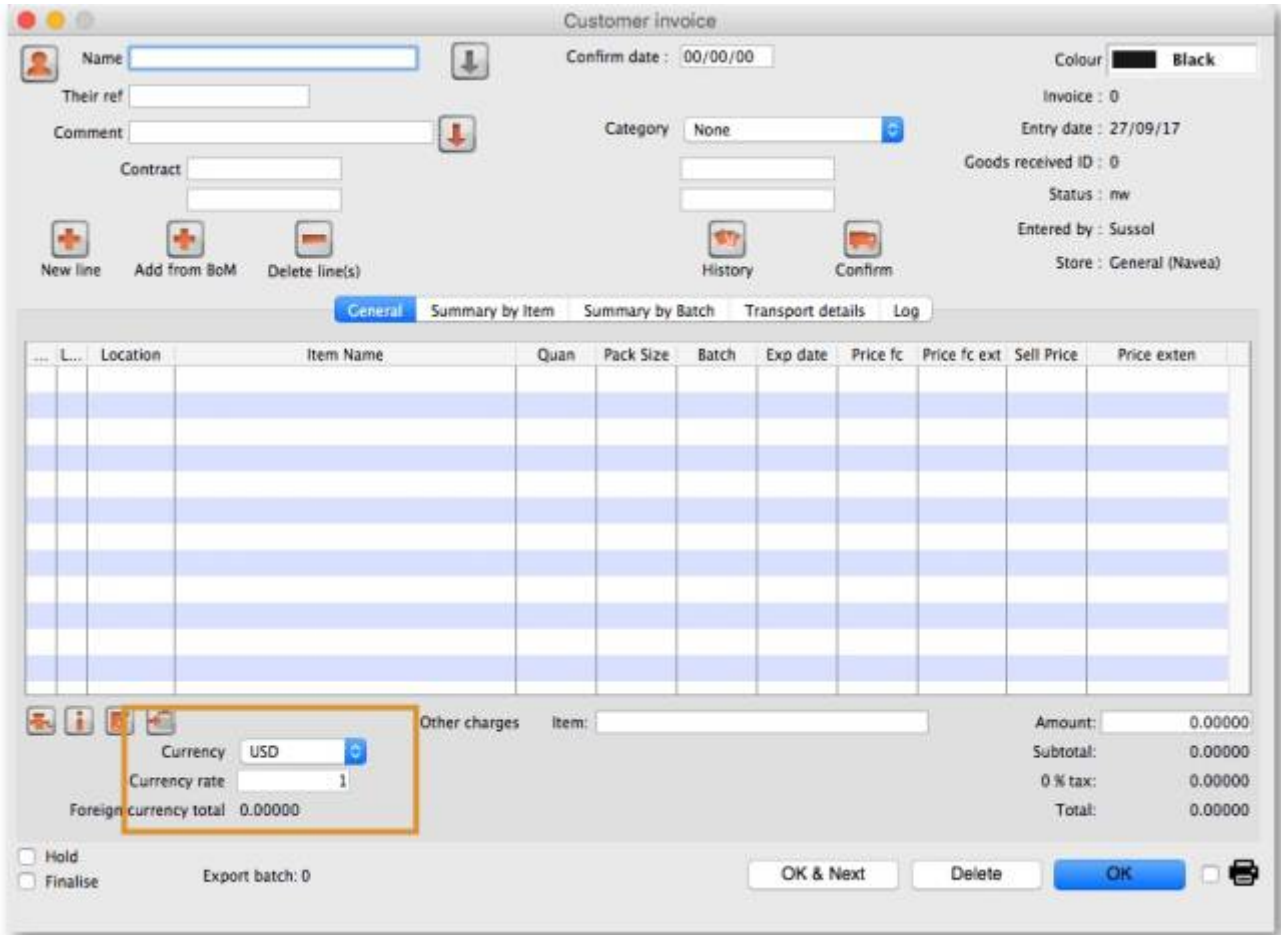 Customer invoice
Name
Confirm date : 00/00/00
Colour Black
Their ref
Invoice : 0
Comment
Category None
Entry date : 27/09/17
Contract
Goods received ID : 0
Status : nw
Entered by : Sussol
New line Add from BoM Delete line(s) History Confirm
Store : General (Navea)
General Summary by Item Summary by Batch Transport details Log
... L... Location Item Name Quan Pack Size Batch Exp date Price fc Price fc ext Sell Price Price exten
Other charges Item: Amount: 0.00000
Currency USD Subtotal: 0.00000
Currency rate 1 0 % tax: 0.00000
Foreign currency total 0.00000 Total: 0.00000
Hold
Finalise Export batch: 0 OK & Next Delete OK